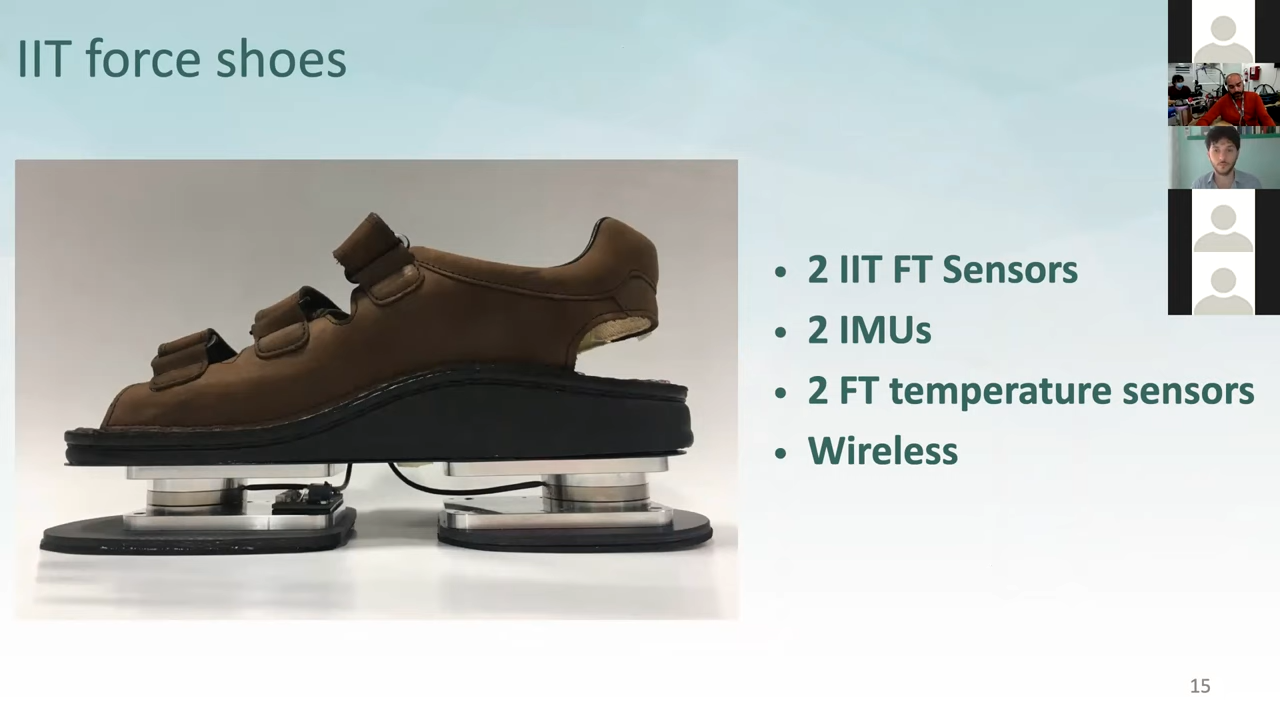 IIT force shoes
• 2 IIT FT Sensors
• 2 IMUs
• 2 FT temperature sensors
• Wireless
15